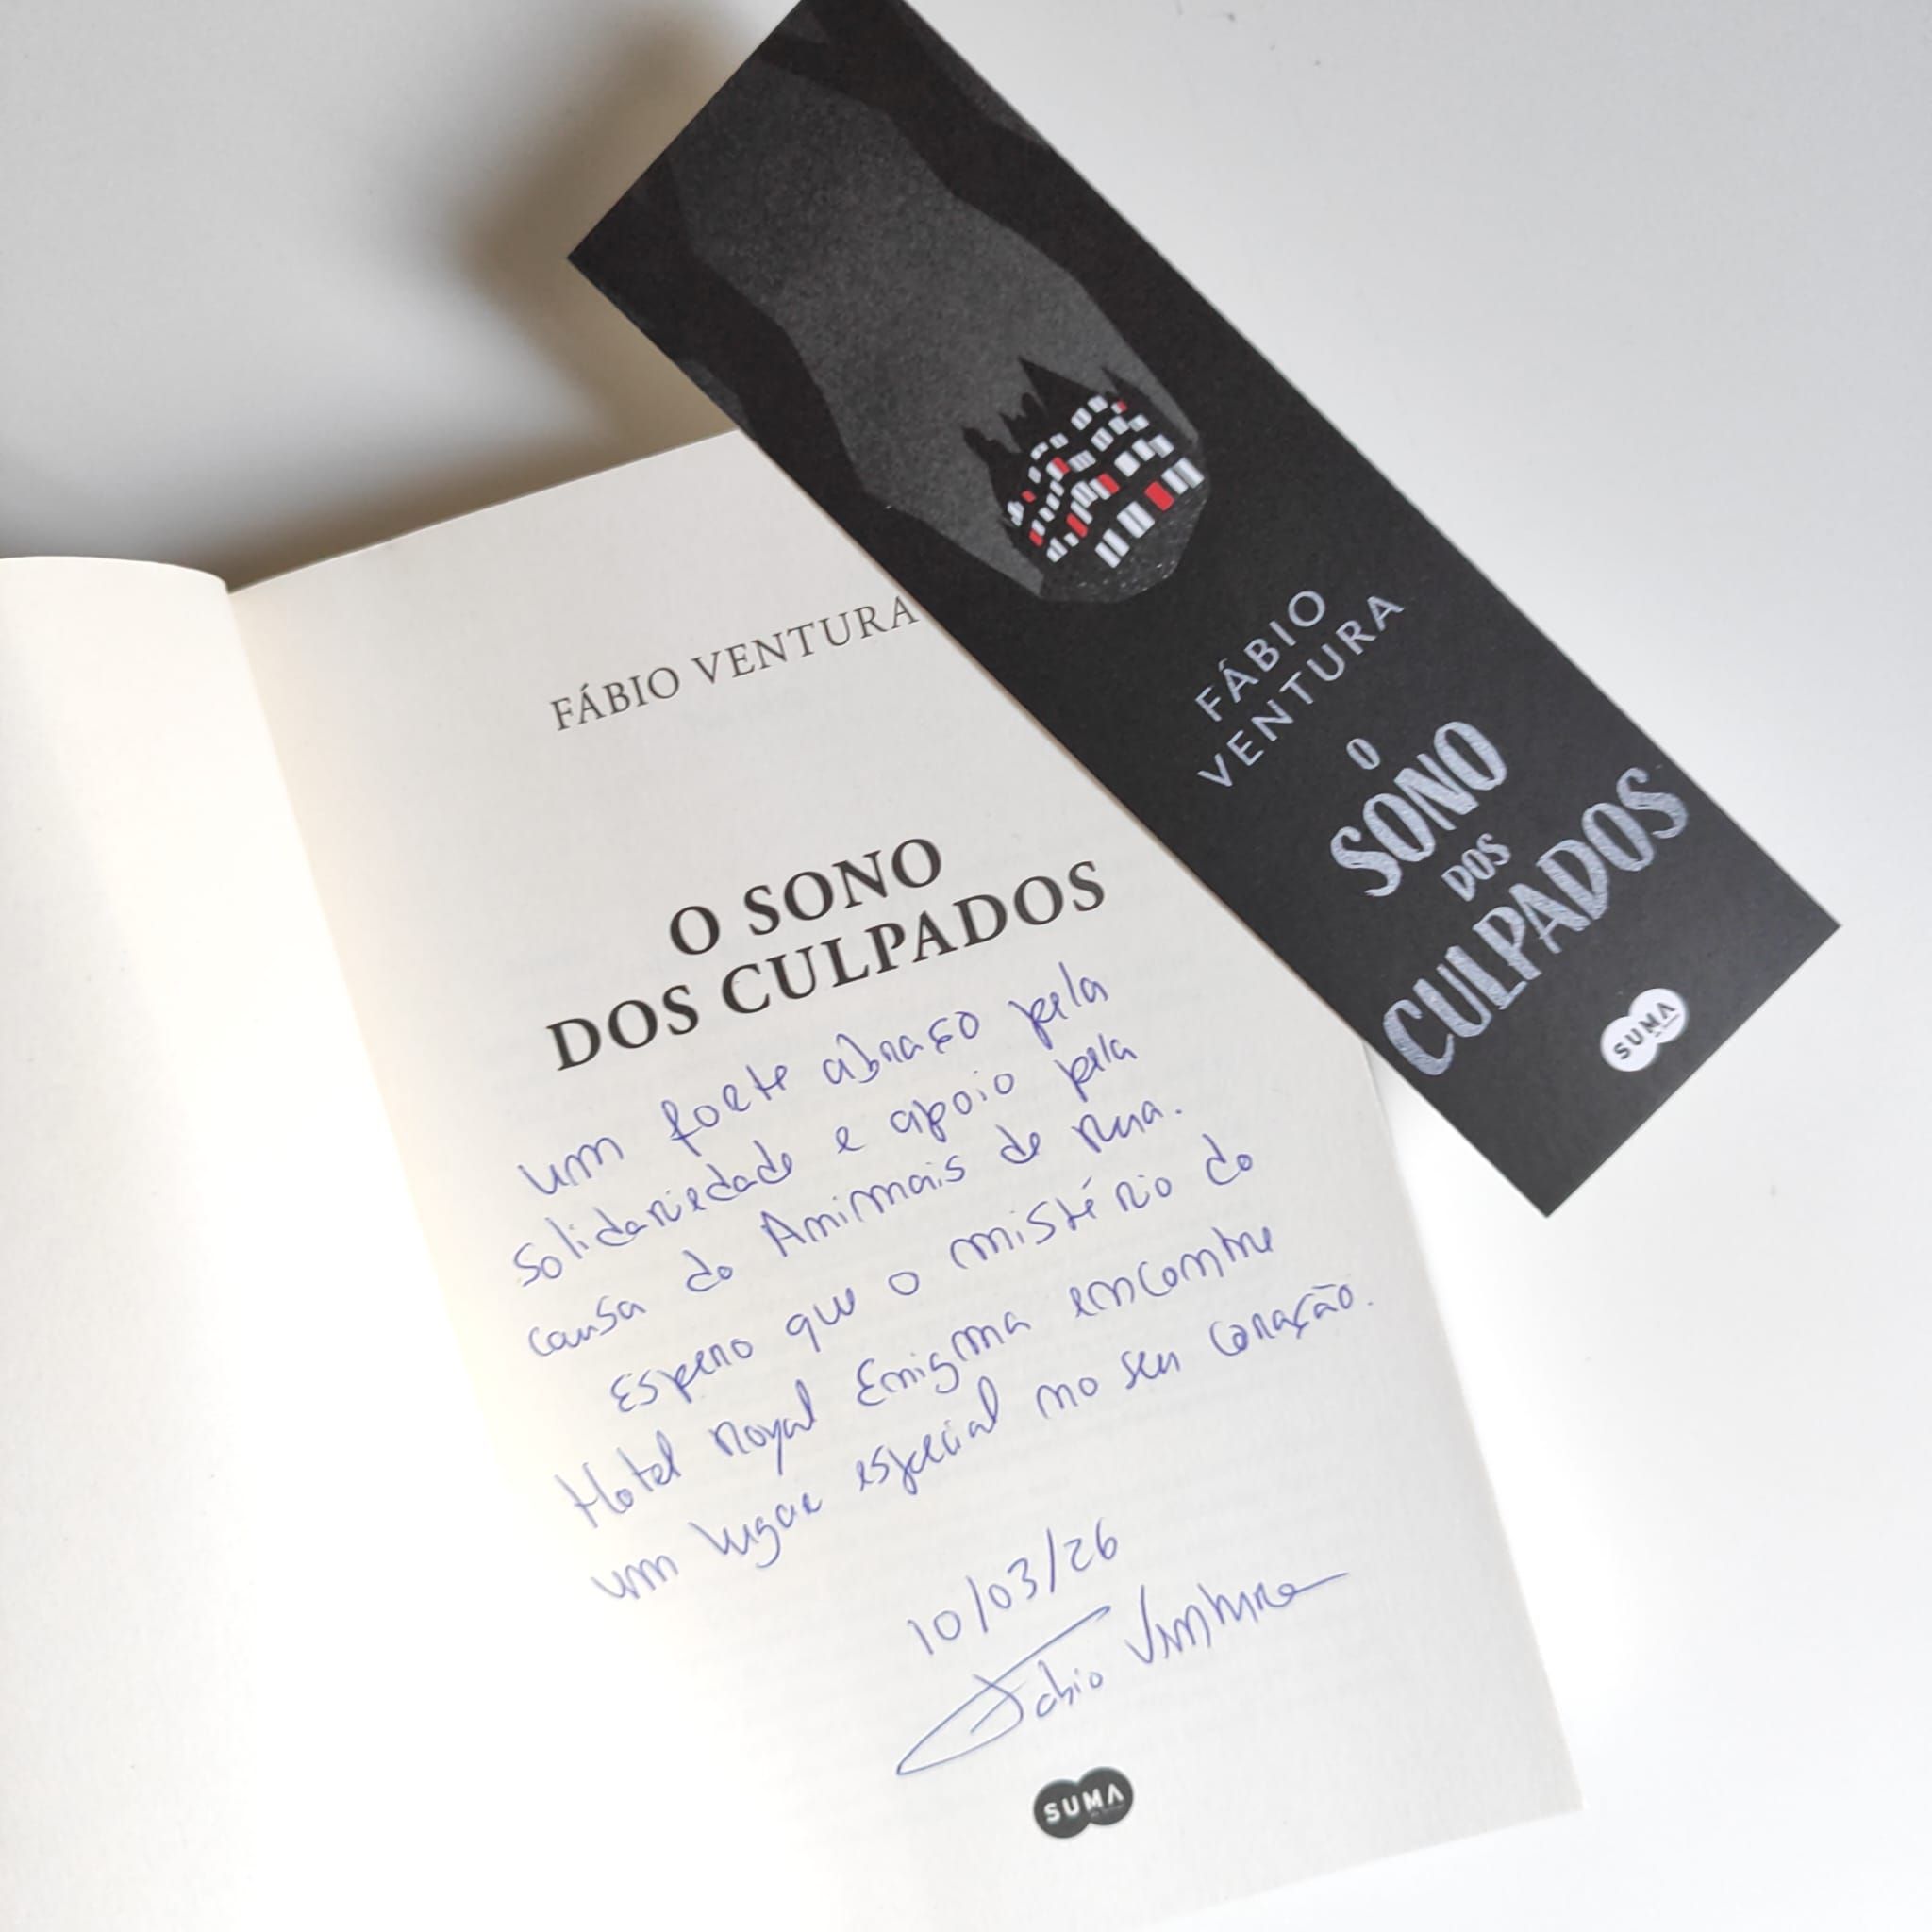 FÁBIO VENTURA
O SONO
DOS CULPADOS
um forte abraço pela
solidariedade e apoio pela
causa do Animais de Rua.
Espero que o mistério do
Hotel Royal Enigma encontre
um lugar especial no seu coração.
10/03/26
Fábio Ventura
SUMA
FÁBIO
VENTURA
O
SONO
DOS
CULPADOS
SUMA